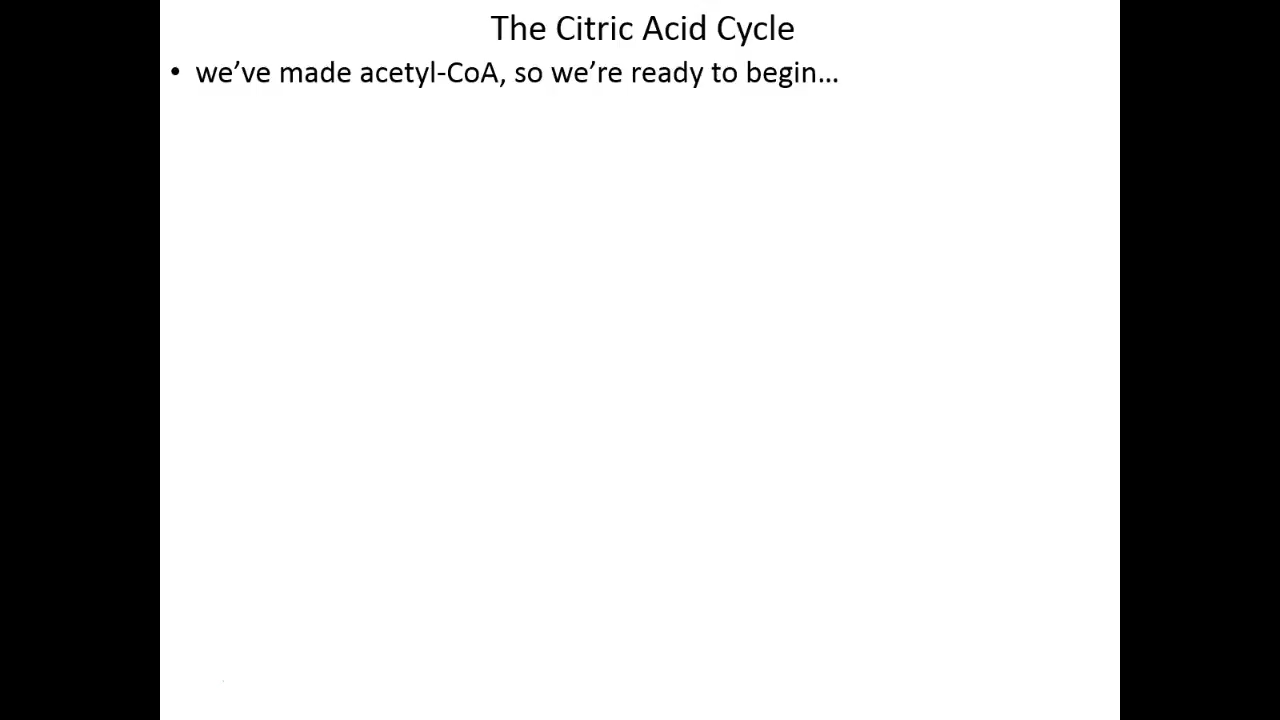 The Citric Acid Cycle
• we’ve made acetyl-CoA, so we’re ready to begin…